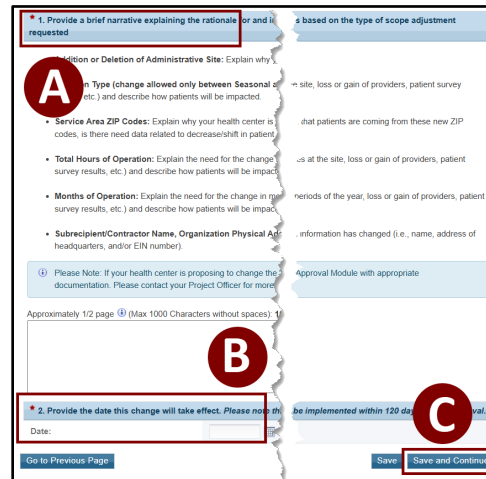 * 1. Provide a brief narrative explaining the rationale for and i s based on the type of scope adjustment
requested
ddition or Deletion of Administrative Site: Explain why
n Type (change allowed only between Seasonal a e site, loss or gain of providers, patient survey
etc.) and describe how patients will be impacted.
A
• Service Area ZIP Codes: Explain why your health center is that patients are coming from these new ZIP
codes, is there need data related to decrease/shift in patient
• Total Hours of Operation: Explain the need for the change es at the site, loss or gain of providers, patient
survey results, etc.) and describe how patients will be impact
• Months of Operation: Explain the need for the change in m periods of the year, loss or gain of providers, patient
survey results, etc.) and describe how patients will be impac
• Subrecipient/Contractor Name, Organization Physical Ad information has changed (i.e., name, address of
headquarters, and/or EIN number).
Please Note: If your health center is proposing to change the Approval Module with appropriate
documentation. Please contact your Project Officer for more
Approximately 1/2 page (Max 1000 Characters without spaces): 1
B
* 2. Provide the date this change will take effect. Please note th be implemented within 120 day val.
C
Date:
Go to Previous Page Save Save and Continue